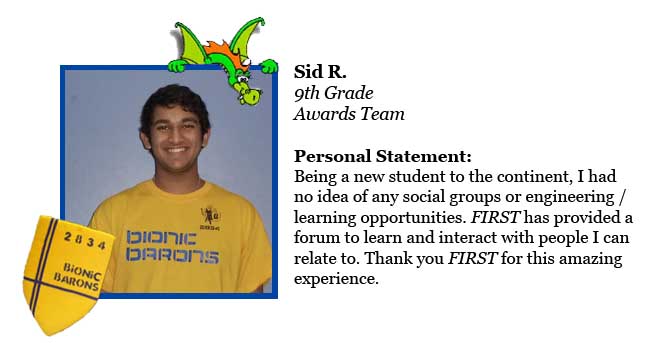 Sid R.
9th Grade
Awards Team
Personal Statement:
Being a new student to the continent, I had
no idea of any social groups or engineering /
learning opportunities. FIRST has provided a
forum to learn and interact with people I can
relate to. Thank you FIRST for this amazing
experience.
2834
BIONIC
BARONS
2834
BIONIC
BARONS